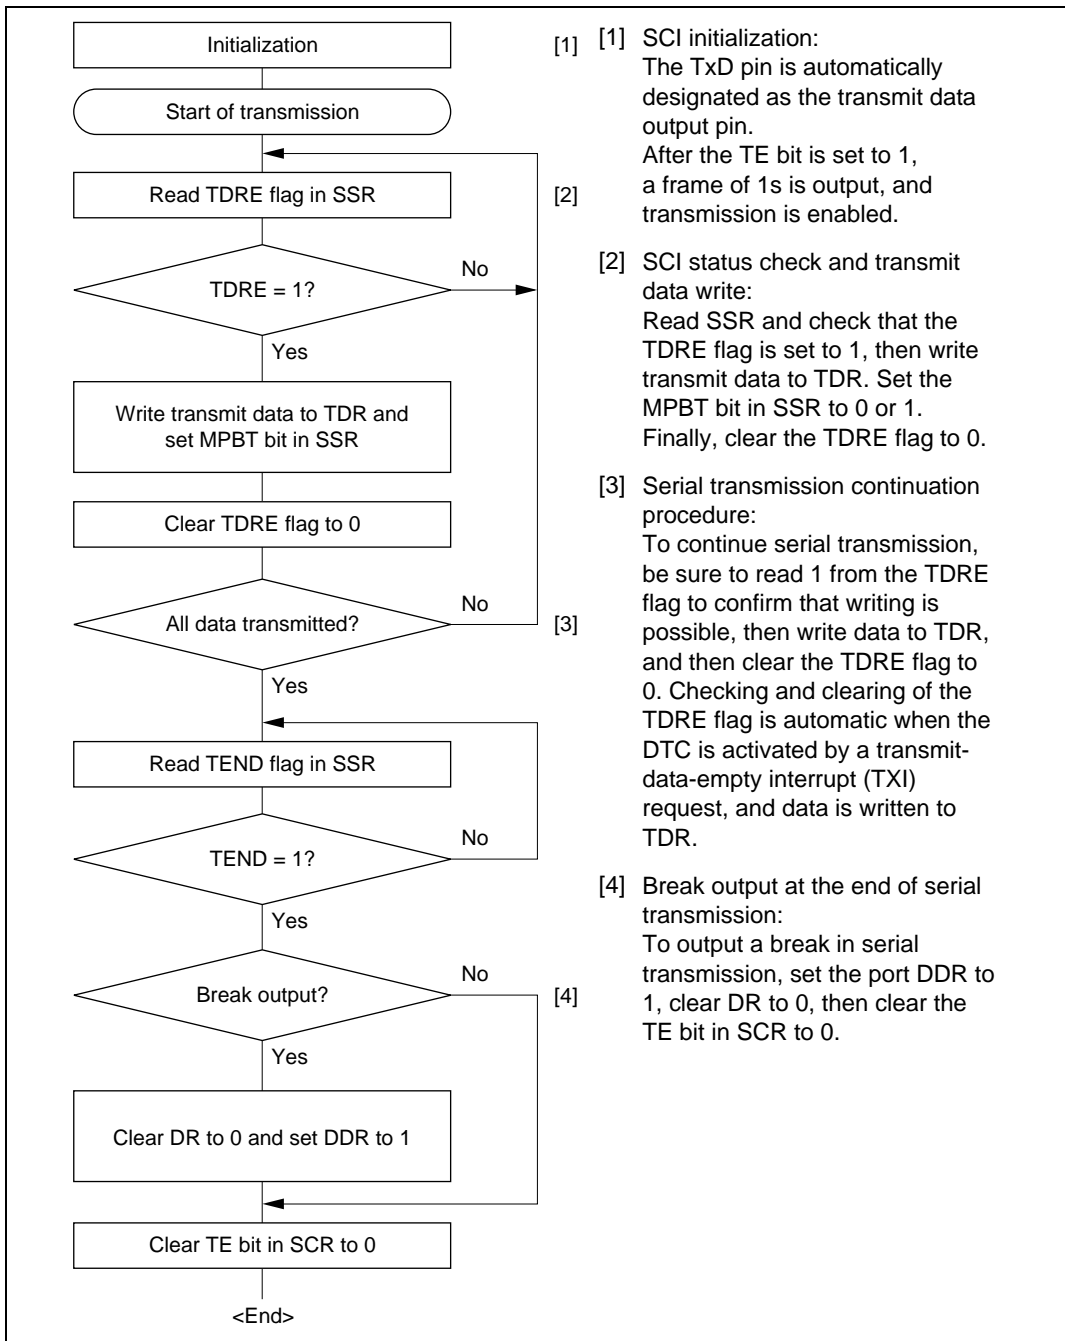 Initialization
[1]
Start of transmission
Read TDRE flag in SSR
[2]
TDRE = 1?
No
Yes
Write transmit data to TDR and
set MPBT bit in SSR
Clear TDRE flag to 0
All data transmitted?
No
[3]
Yes
Read TEND flag in SSR
TEND = 1?
No
Yes
Break output?
No
[4]
Yes
Clear DR to 0 and set DDR to 1
Clear TE bit in SCR to 0
<End>
[1] SCI initialization:
The TxD pin is automatically
designated as the transmit data
output pin.
After the TE bit is set to 1,
a frame of 1s is output, and
transmission is enabled.
[2] SCI status check and transmit
data write:
Read SSR and check that the
TDRE flag is set to 1, then write
transmit data to TDR. Set the
MPBT bit in SSR to 0 or 1.
Finally, clear the TDRE flag to 0.
[3] Serial transmission continuation
procedure:
To continue serial transmission,
be sure to read 1 from the TDRE
flag to confirm that writing is
possible, then write data to TDR,
and then clear the TDRE flag to
0. Checking and clearing of the
TDRE flag is automatic when the
DTC is activated by a transmit-
data-empty interrupt (TXI)
request, and data is written to
TDR.
[4] Break output at the end of serial
transmission:
To output a break in serial
transmission, set the port DDR to
1, clear DR to 0, then clear the
TE bit in SCR to 0.